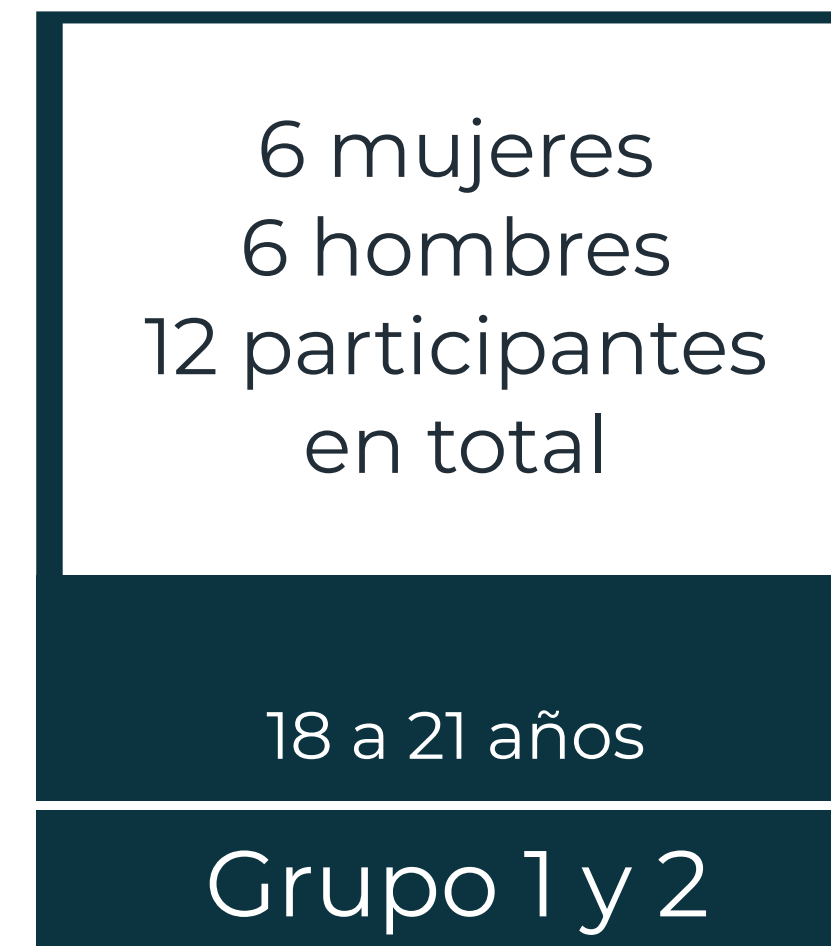 6 mujeres
6 hombres
12 participantes
en total
18 a 21 años
Grupo 1 y 2